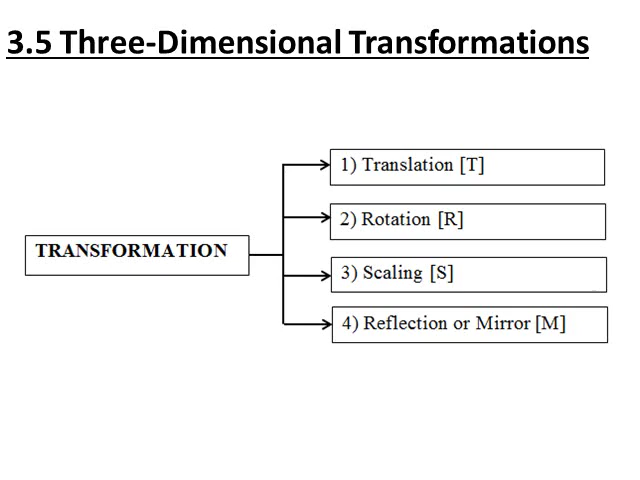 3.5 Three-Dimensional Transformations
1) Translation [T]
2) Rotation [R]
TRANSFORMATION
3) Scaling [S]
4) Reflection or Mirror [M]